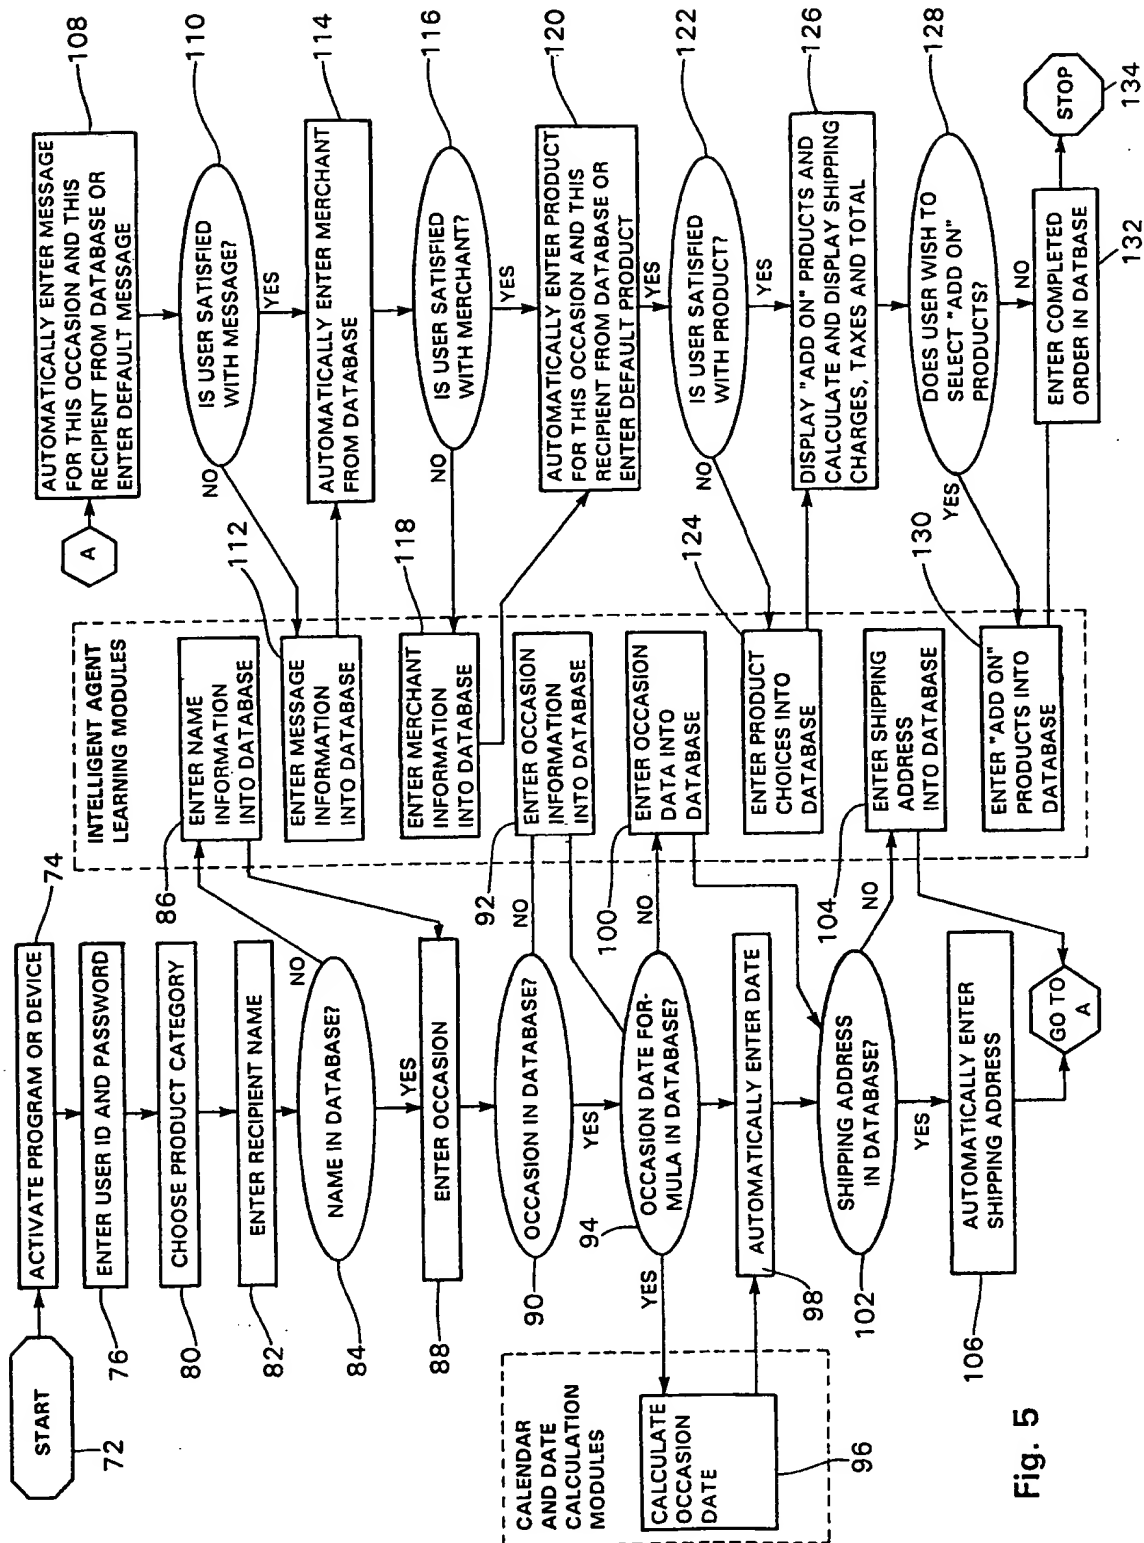 START
72
74
ACTIVATE PROGRAM OR DEVICE
76
ENTER USER ID AND PASSWORD
80
CHOOSE PRODUCT CATEGORY
82
ENTER RECIPIENT NAME
84
NAME IN DATABASE?
NO
YES
88
ENTER OCCASION
90
OCCASION IN DATABASE?
NO
YES
94
OCCASION DATE FOR-
MULA IN DATABASE?
NO
YES
CALENDAR
AND DATE
CALCULATION
MODULES
CALCULATE
OCCASION
DATE
96
98
AUTOMATICALLY ENTER DATE
102
SHIPPING ADDRESS
IN DATABASE?
NO
YES
106
AUTOMATICALLY ENTER
SHIPPING ADDRESS
GO TO
A
INTELLIGENT AGENT
LEARNING MODULES
86
ENTER NAME
INFORMATION
INTO DATABASE
112
ENTER MESSAGE
INFORMATION
INTO DATABASE
118
ENTER MERCHANT
INFORMATION
INTO DATABASE
92
ENTER OCCASION
INFORMATION
INTO DATABASE
100
ENTER OCCASION
DATA INTO
DATABASE
124
ENTER PRODUCT
CHOICES INTO
DATABASE
104
ENTER SHIPPING
ADDRESS
INTO DATABASE
130
ENTER "ADD ON"
PRODUCTS INTO
DATABASE
A
108
AUTOMATICALLY ENTER MESSAGE
FOR THIS OCCASION AND THIS
RECIPIENT FROM DATABASE OR
ENTER DEFAULT MESSAGE
110
IS USER SATISFIED
WITH MESSAGE?
NO
YES
114
AUTOMATICALLY ENTER MERCHANT
FROM DATABASE
116
IS USER SATISFIED
WITH MERCHANT?
NO
YES
120
AUTOMATICALLY ENTER PRODUCT
FOR THIS OCCASION AND THIS
RECIPIENT FROM DATABASE OR
ENTER DEFAULT PRODUCT
YES
122
IS USER SATISFIED
WITH PRODUCT?
NO
YES
126
DISPLAY "ADD ON" PRDUCTS AND
CALCULATE AND DISPLAY SHIPPING
CHARGES, TAXES AND TOTAL
128
DOES USER WISH TO
SELECT "ADD ON"
PRODUCTS?
YES
NO
ENTER COMPLETED
ORDER IN DATBASE
132
STOP
134
Fig. 5